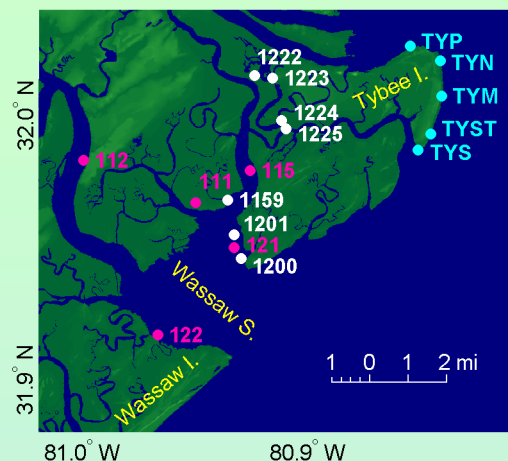 TYP
1222
TYN
1223
Tybee I.
32.0° N
TYM
1224
1225
TYST
112
TYS
115
111
1159
1201
121
1200
Wassaw S.
122
Wassaw I.
31.9° N
1 0 1 2 mi
81.0° W
80.9° W